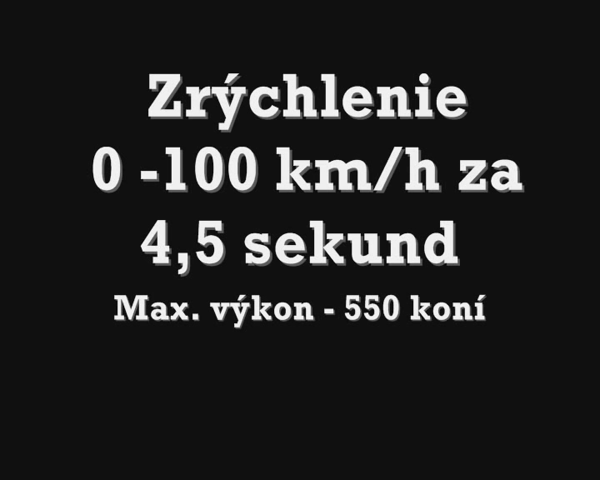 Zrýchlenie
0 -100 km/h za
4,5 sekund
Max. výkon - 550 koní